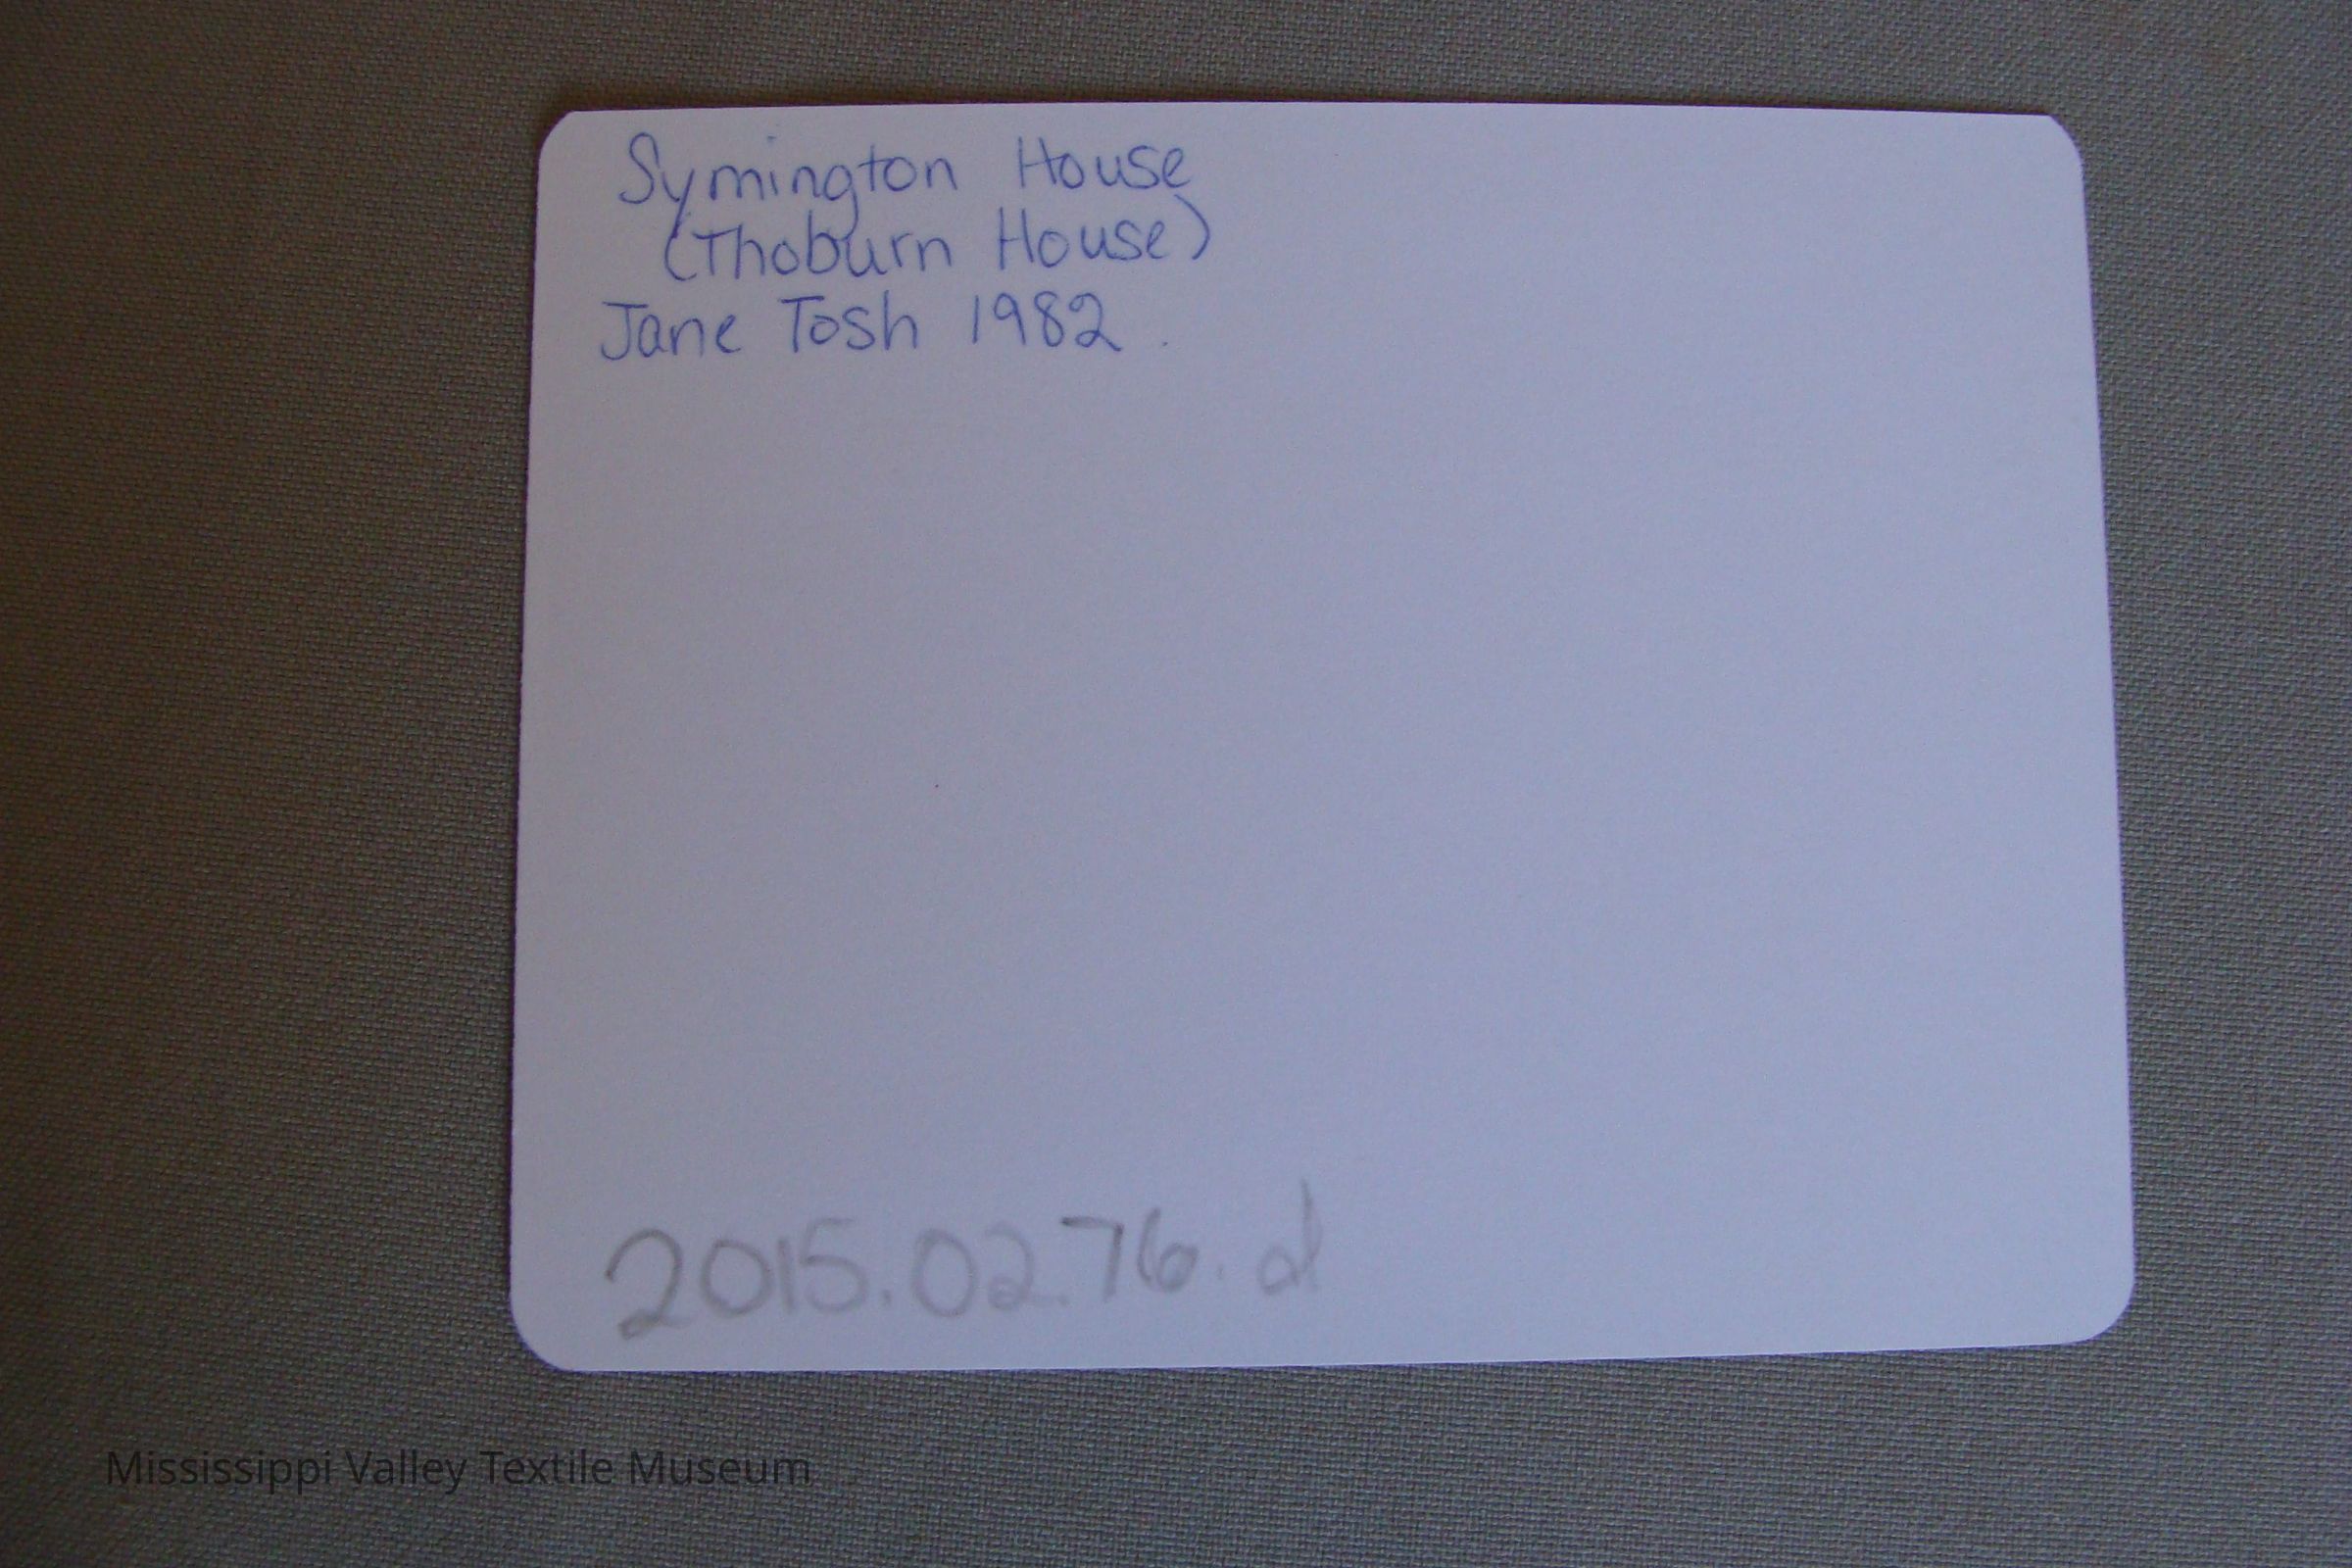 Symington House
(Thoburn House)
Jane Tosh 1982
2015.02.76.d
Mississippi Valley Textile Museum